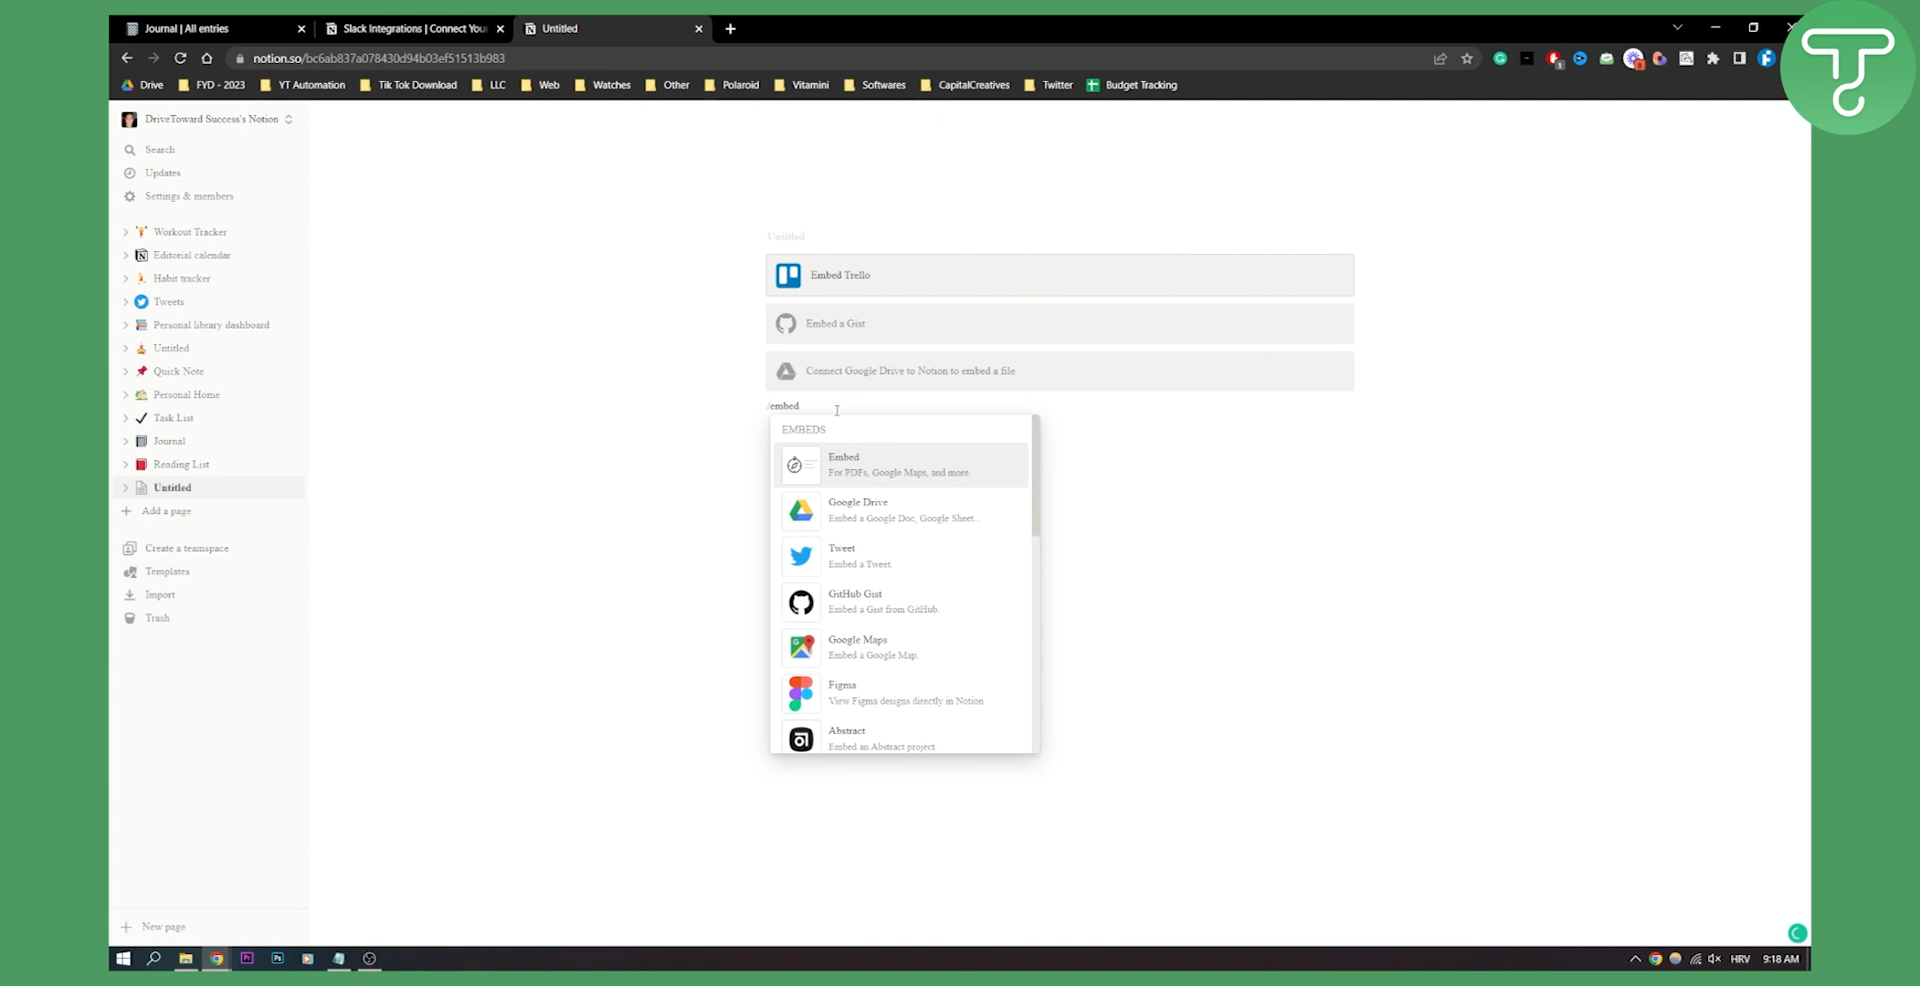 Journal | All entries
Slack Integrations | Connect You
Untitled
notion.so/bc6ab837a078430d94b03ef51513b983
Drive
FYD - 2023
YT Automation
Tik Tok Download
LLC
Web
Watches
Other
Polaroid
Vitamini
Softwares
CapitalCreatives
Twitter
Budget Tracking
DriveToward Success's Notion
Search
Updates
Settings & members
Workout Tracker
Editorial calendar
Habit tracker
Tweets
Personal library dashboard
Untitled
Quick Note
Personal Home
Task List
Journal
Reading List
Untitled
Add a page
Create a teamspace
Templates
Import
Trash
New page
Untitled
Embed Trello
Embed a Gist
Connect Google Drive to Notion to embed a file
/embed
EMBEDS
Embed
For PDFs, Google Maps, and more.
Google Drive
Embed a Google Doc, Google Sheet...
Tweet
Embed a Tweet.
GitHub Gist
Embed a Gist from GitHub.
Google Maps
Embed a Google Map.
Figma
View Figma designs directly in Notion
Abstract
Embed an Abstract project.
Pr
Ps
HRV
9:18 AM